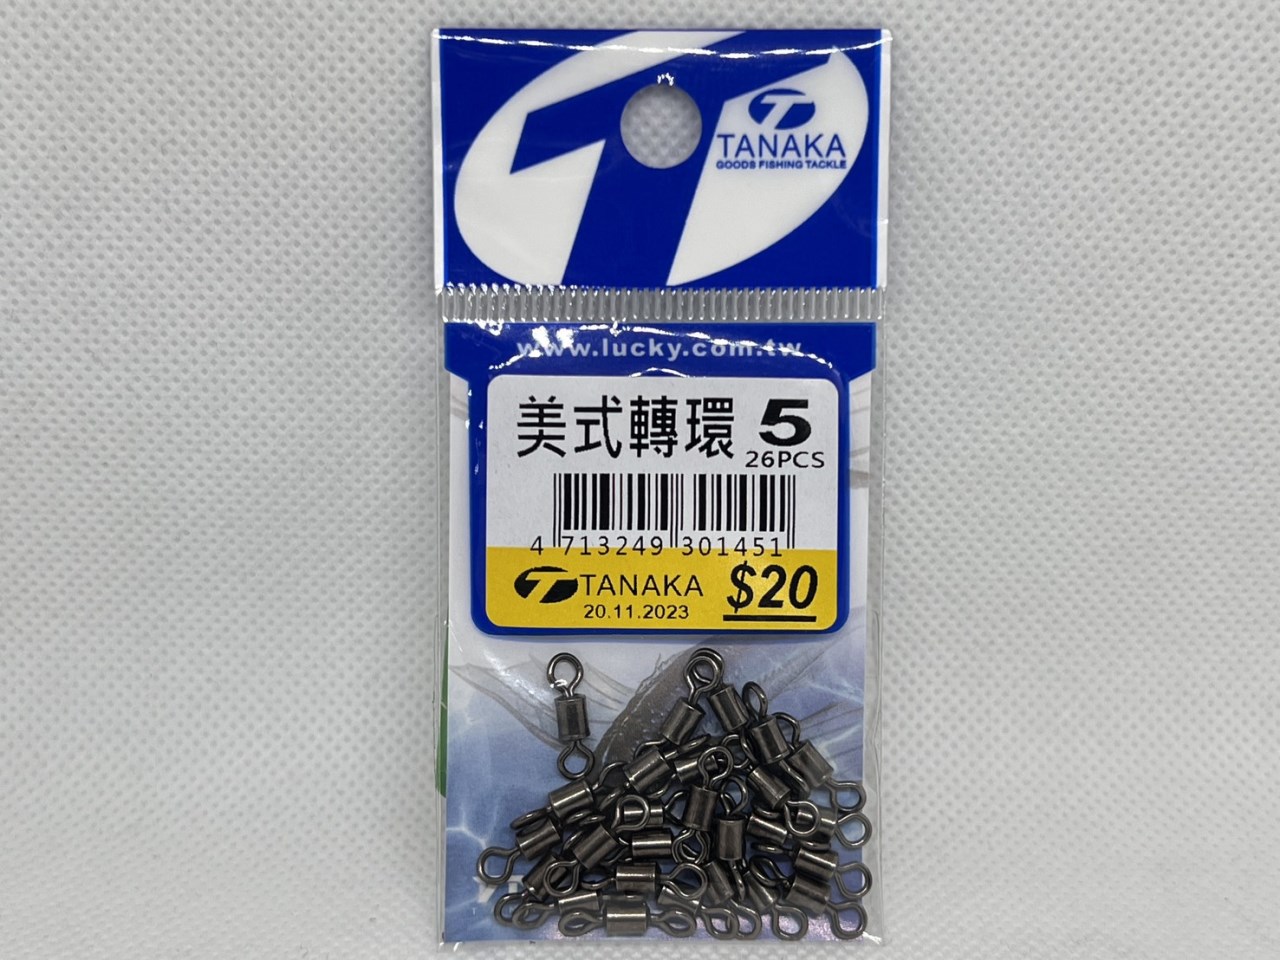 TANAKA
GOODS FISHING TACKLE
www.lucky.com.tw
美式轉環 5
26PCS
4 713249 301451
TANAKA $20
20.11.2023